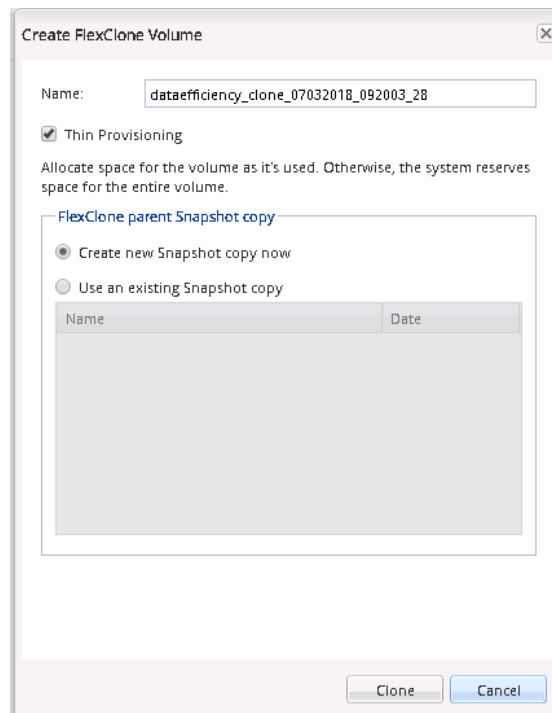 Create FlexClone Volume
Name: dataefficiency_clone_07032018_092003_28
Thin Provisioning
Allocate space for the volume as it's used. Otherwise, the system reserves
space for the entire volume.
FlexClone parent Snapshot copy
Create new Snapshot copy now
Use an existing Snapshot copy
Name Date
Clone Cancel